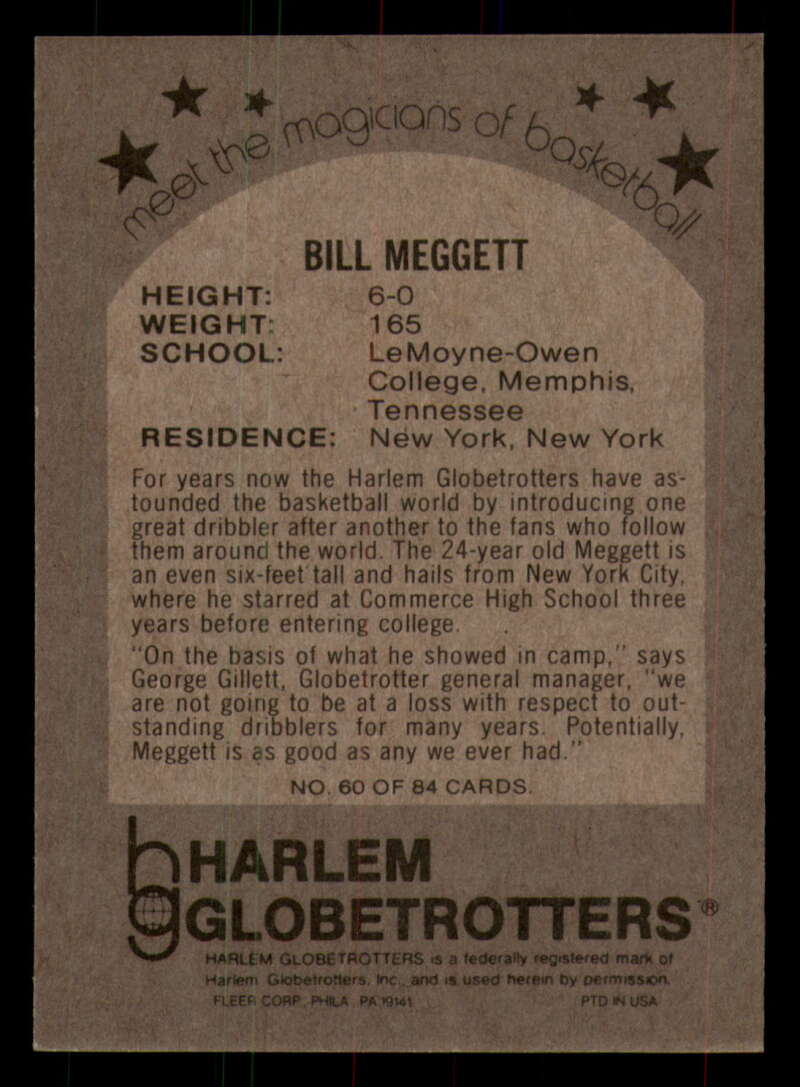 meet the magicians of basketball
BILL MEGGETT
HEIGHT: 6-0
WEIGHT: 165
SCHOOL: LeMoyne-Owen
College, Memphis,
Tennessee
RESIDENCE: New York, New York
For years now the Harlem Globetrotters have as-
tounded the basketball world by introducing one
great dribbler after another to the fans who follow
them around the world. The 24-year old Meggett is
an even six-feet tall and hails from New York City,
where he starred at Commerce High School three
years before entering college.
"On the basis of what he showed in camp," says
George Gillett, Globetrotter general manager, "we
are not going to be at a loss with respect to out-
standing dribblers for many years. Potentially,
Meggett is as good as any we ever had."
NO. 60 OF 84 CARDS.
hg HARLEM
GLOBETROTTERS®
HARLEM GLOBETROTTERS is a federally registered mark of
Harlem Globetrotters, Inc., and is used herein by permission.
FLEER CORP., PHILA., PA 19141 PTD IN USA